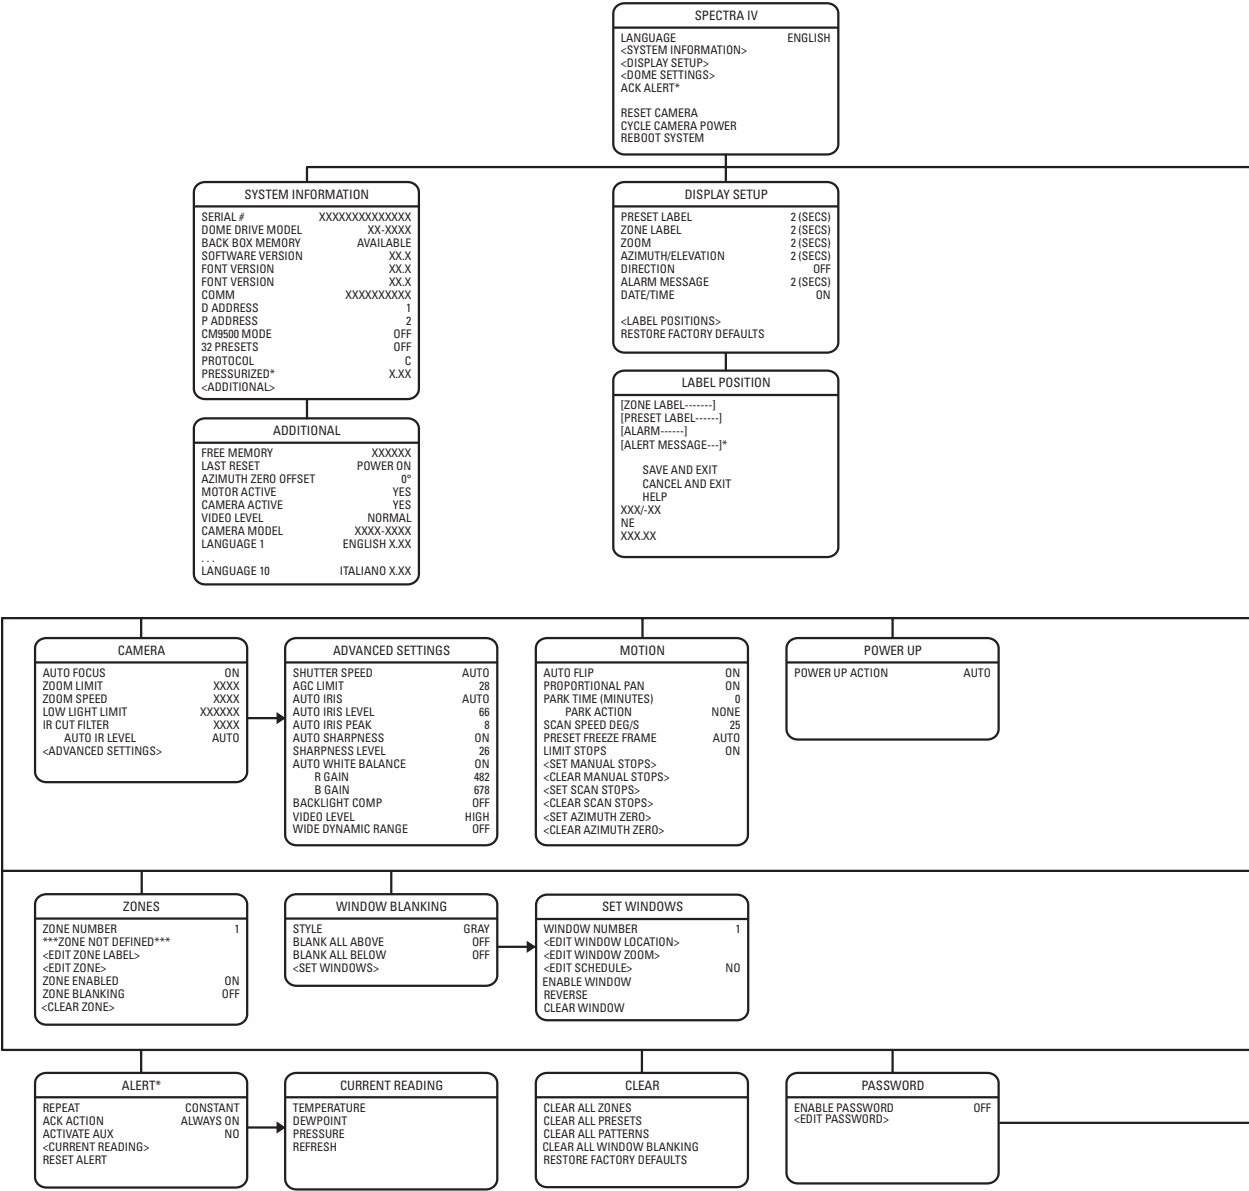 SPECTRA IV
LANGUAGE ENGLISH
<SYSTEM INFORMATION>
<DISPLAY SETUP>
<DOME SETTINGS>
ACK ALERT*
RESET CAMERA
CYCLE CAMERA POWER
REBOOT SYSTEM
SYSTEM INFORMATION
SERIAL # XXXXXXXXXXXXXX
DOME DRIVE MODEL XX-XXXX
BACK BOX MEMORY AVAILABLE
SOFTWARE VERSION XX.X
FONT VERSION XX.X
FONT VERSION XX.X
COMM XXXXXXXXXX
D ADDRESS 1
P ADDRESS 2
CM9500 MODE OFF
32 PRESETS OFF
PROTOCOL C
PRESSURIZED* X.XX
<ADDITIONAL>
DISPLAY SETUP
PRESET LABEL 2 (SECS)
ZONE LABEL 2 (SECS)
ZOOM 2 (SECS)
AZIMUTH/ELEVATION 2 (SECS)
DIRECTION OFF
ALARM MESSAGE 2 (SECS)
DATE/TIME ON
<LABEL POSITIONS>
RESTORE FACTORY DEFAULTS
ADDITIONAL
FREE MEMORY XXXXXX
LAST RESET POWER ON
AZIMUTH ZERO OFFSET 0°
MOTOR ACTIVE YES
CAMERA ACTIVE YES
VIDEO LEVEL NORMAL
CAMERA MODEL XXXX-XXXX
LANGUAGE 1 ENGLISH X.XX
. . .
LANGUAGE 10 ITALIANO X.XX
LABEL POSITION
[ZONE LABEL-------]
[PRESET LABEL------]
[ALARM------]
[ALERT MESSAGE---]*
SAVE AND EXIT
CANCEL AND EXIT
HELP
XXX/-XX
NE
XXX.XX
CAMERA
AUTO FOCUS ON
ZOOM LIMIT XXXX
ZOOM SPEED XXXX
LOW LIGHT LIMIT XXXXXX
IR CUT FILTER XXXX
AUTO IR LEVEL AUTO
<ADVANCED SETTINGS>
ADVANCED SETTINGS
SHUTTER SPEED AUTO
AGC LIMIT 28
AUTO IRIS AUTO
AUTO IRIS LEVEL 66
AUTO IRIS PEAK 8
AUTO SHARPNESS ON
SHARPNESS LEVEL 26
AUTO WHITE BALANCE ON
R GAIN 482
B GAIN 678
BACKLIGHT COMP OFF
VIDEO LEVEL HIGH
WIDE DYNAMIC RANGE OFF
MOTION
AUTO FLIP ON
PROPORTIONAL PAN ON
PARK TIME (MINUTES) 0
PARK ACTION NONE
SCAN SPEED DEG/S 25
PRESET FREEZE FRAME AUTO
LIMIT STOPS ON
<SET MANUAL STOPS>
<CLEAR MANUAL STOPS>
<SET SCAN STOPS>
<CLEAR SCAN STOPS>
<SET AZIMUTH ZERO>
<CLEAR AZIMUTH ZERO>
POWER UP
POWER UP ACTION AUTO
ZONES
ZONE NUMBER 1
***ZONE NOT DEFINED***
<EDIT ZONE LABEL>
<EDIT ZONE>
ZONE ENABLED ON
ZONE BLANKING OFF
<CLEAR ZONE>
WINDOW BLANKING
STYLE GRAY
BLANK ALL ABOVE OFF
BLANK ALL BELOW OFF
<SET WINDOWS>
SET WINDOWS
WINDOW NUMBER 1
<EDIT WINDOW LOCATION>
<EDIT WINDOW ZOOM>
<EDIT SCHEDULE> NO
ENABLE WINDOW
REVERSE
CLEAR WINDOW
ALERT*
REPEAT CONSTANT
ACK ACTION ALWAYS ON
ACTIVATE AUX NO
<CURRENT READING>
RESET ALERT
CURRENT READING
TEMPERATURE
DEWPOINT
PRESSURE
REFRESH
CLEAR
CLEAR ALL ZONES
CLEAR ALL PRESETS
CLEAR ALL PATTERNS
CLEAR ALL WINDOW BLANKING
RESTORE FACTORY DEFAULTS
PASSWORD
ENABLE PASSWORD OFF
<EDIT PASSWORD>